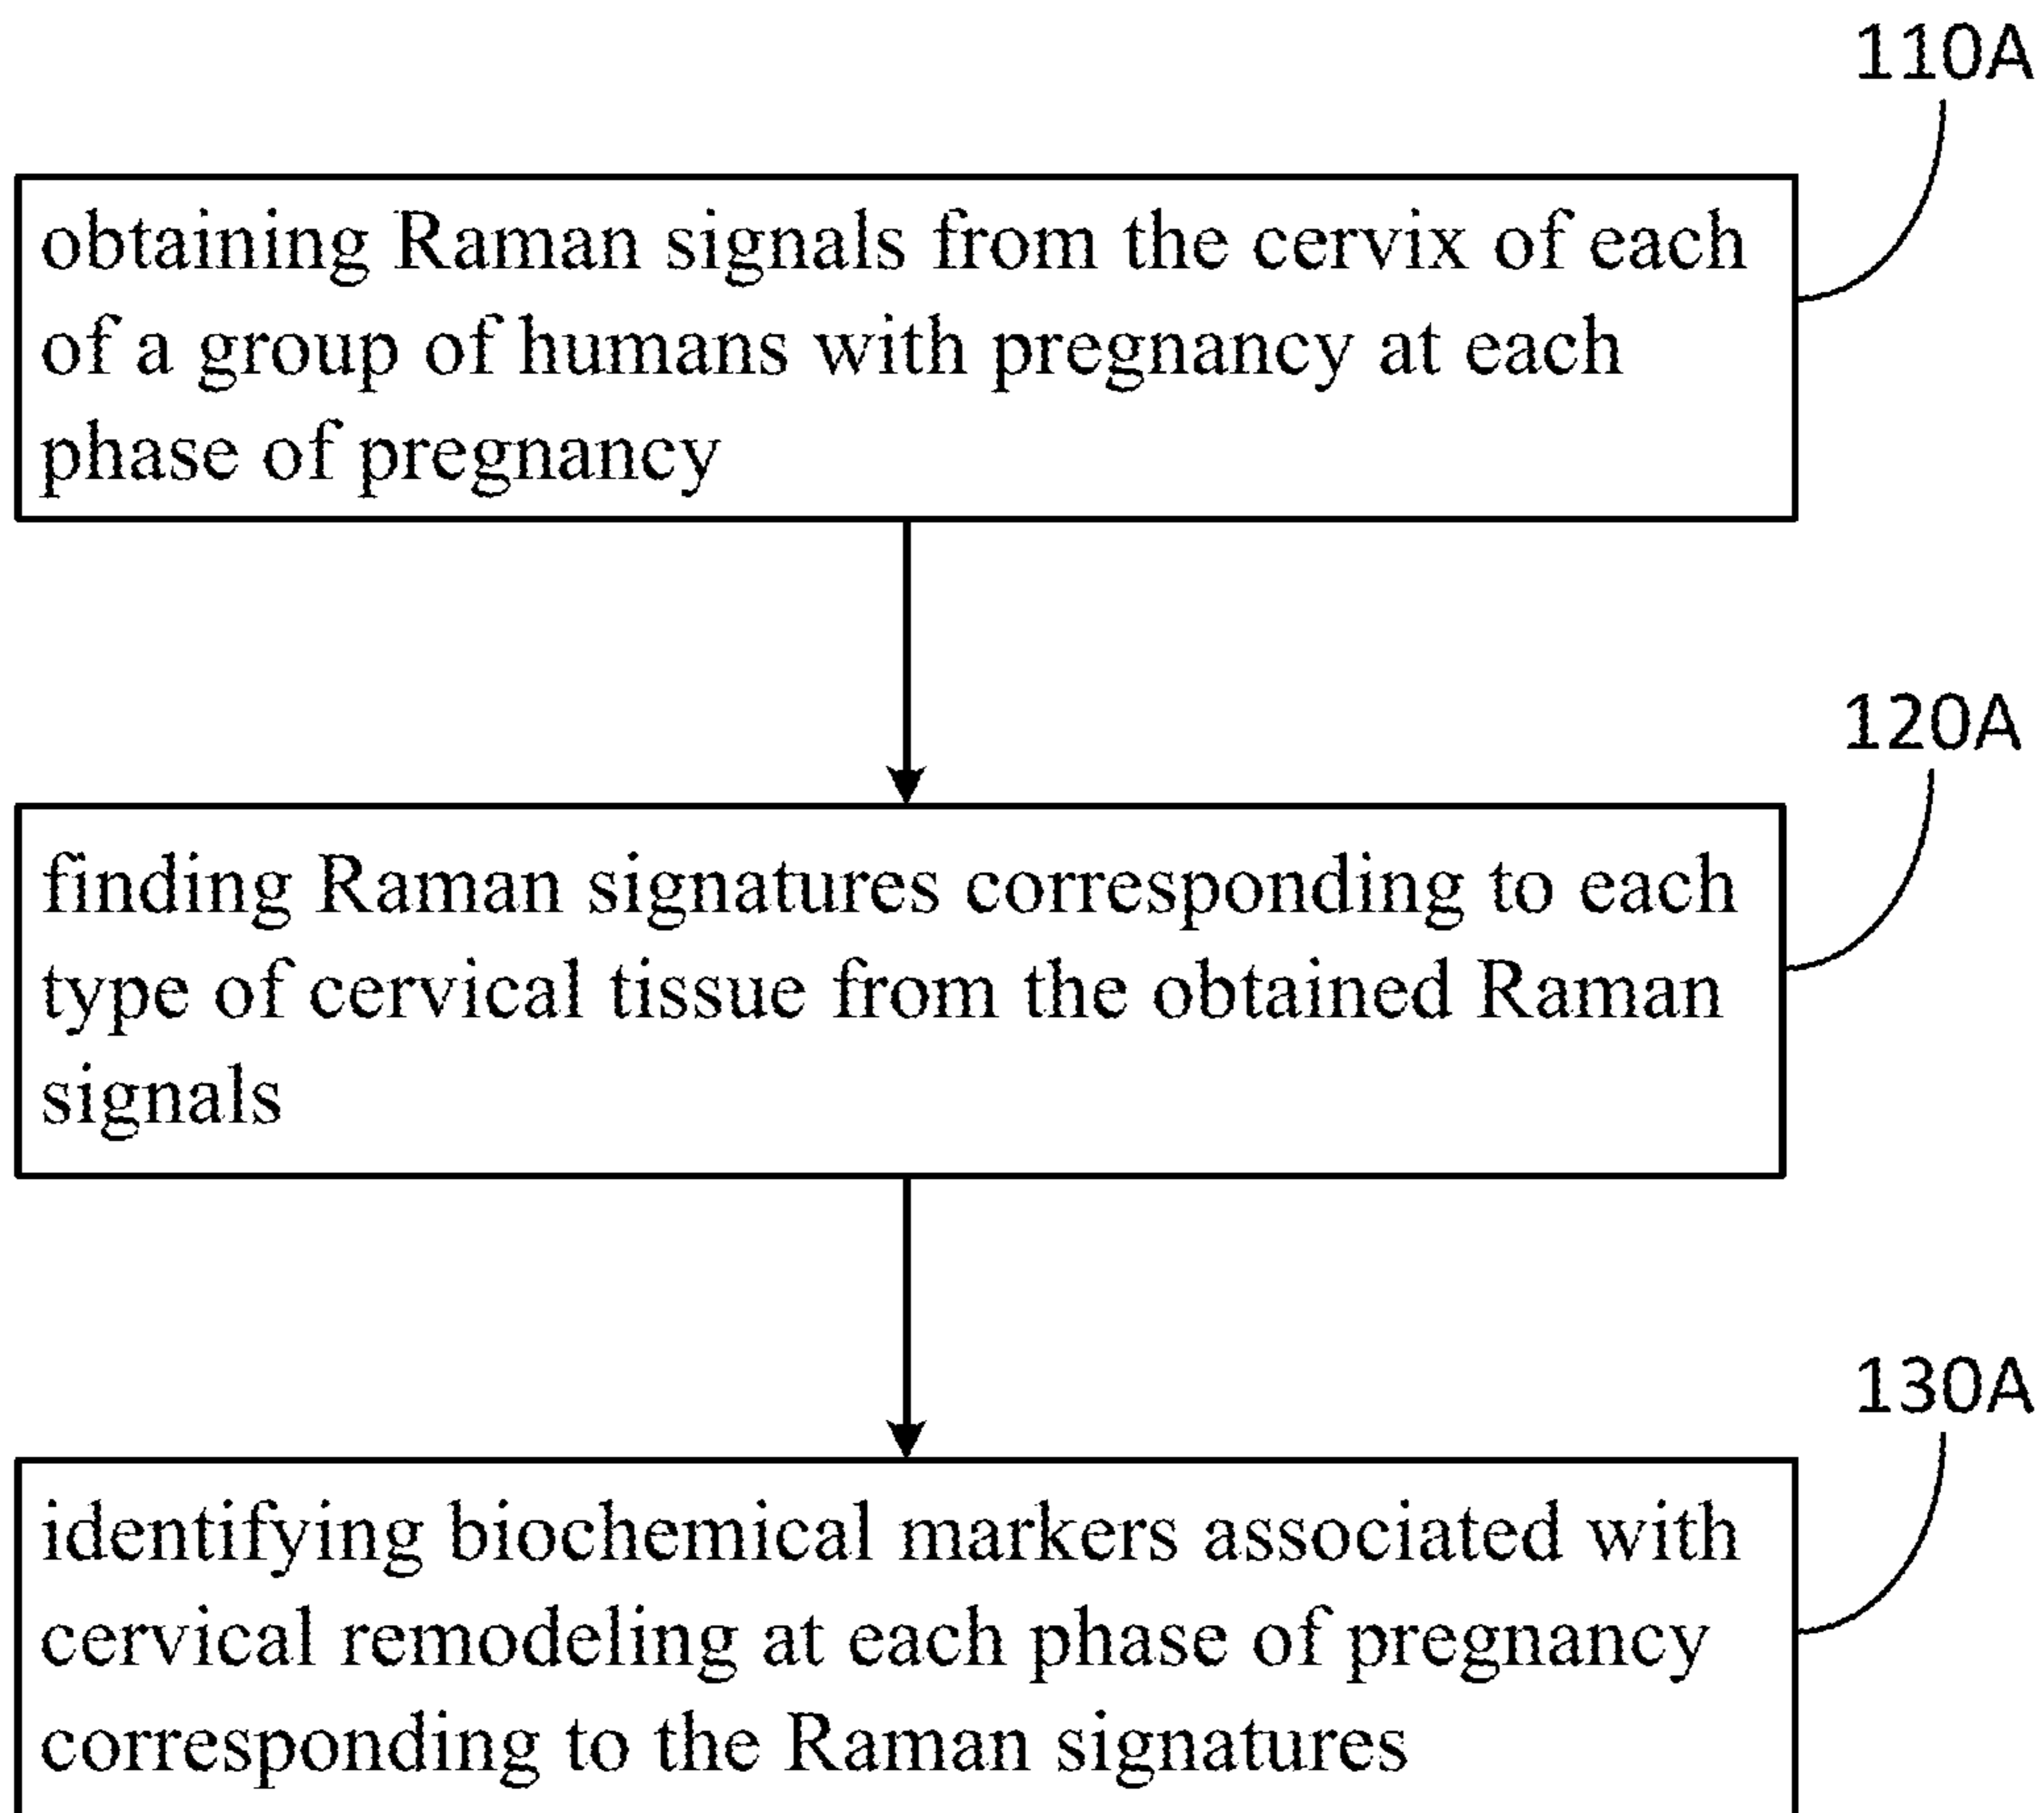 110A
obtaining Raman signals from the cervix of each
of a group of humans with pregnancy at each
phase of pregnancy
120A
finding Raman signatures corresponding to each
type of cervical tissue from the obtained Raman
signals
130A
identifying biochemical markers associated with
cervical remodeling at each phase of pregnancy
corresponding to the Raman signatures